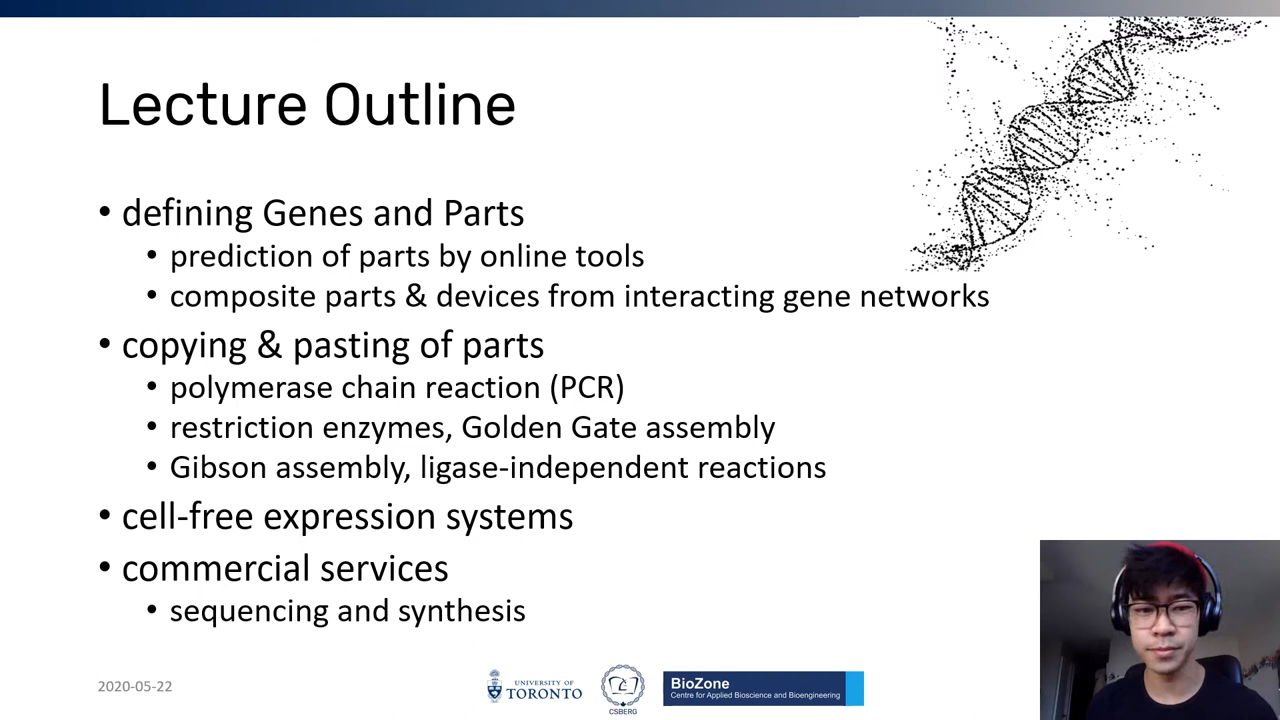 Lecture Outline
• defining Genes and Parts
• prediction of parts by online tools
• composite parts & devices from interacting gene networks
• copying & pasting of parts
• polymerase chain reaction (PCR)
• restriction enzymes, Golden Gate assembly
• Gibson assembly, ligase-independent reactions
• cell-free expression systems
• commercial services
• sequencing and synthesis
2020-05-22
UNIVERSITY OF
TORONTO
CSBERG
BioZone
Centre for Applied Bioscience and Bioengineering